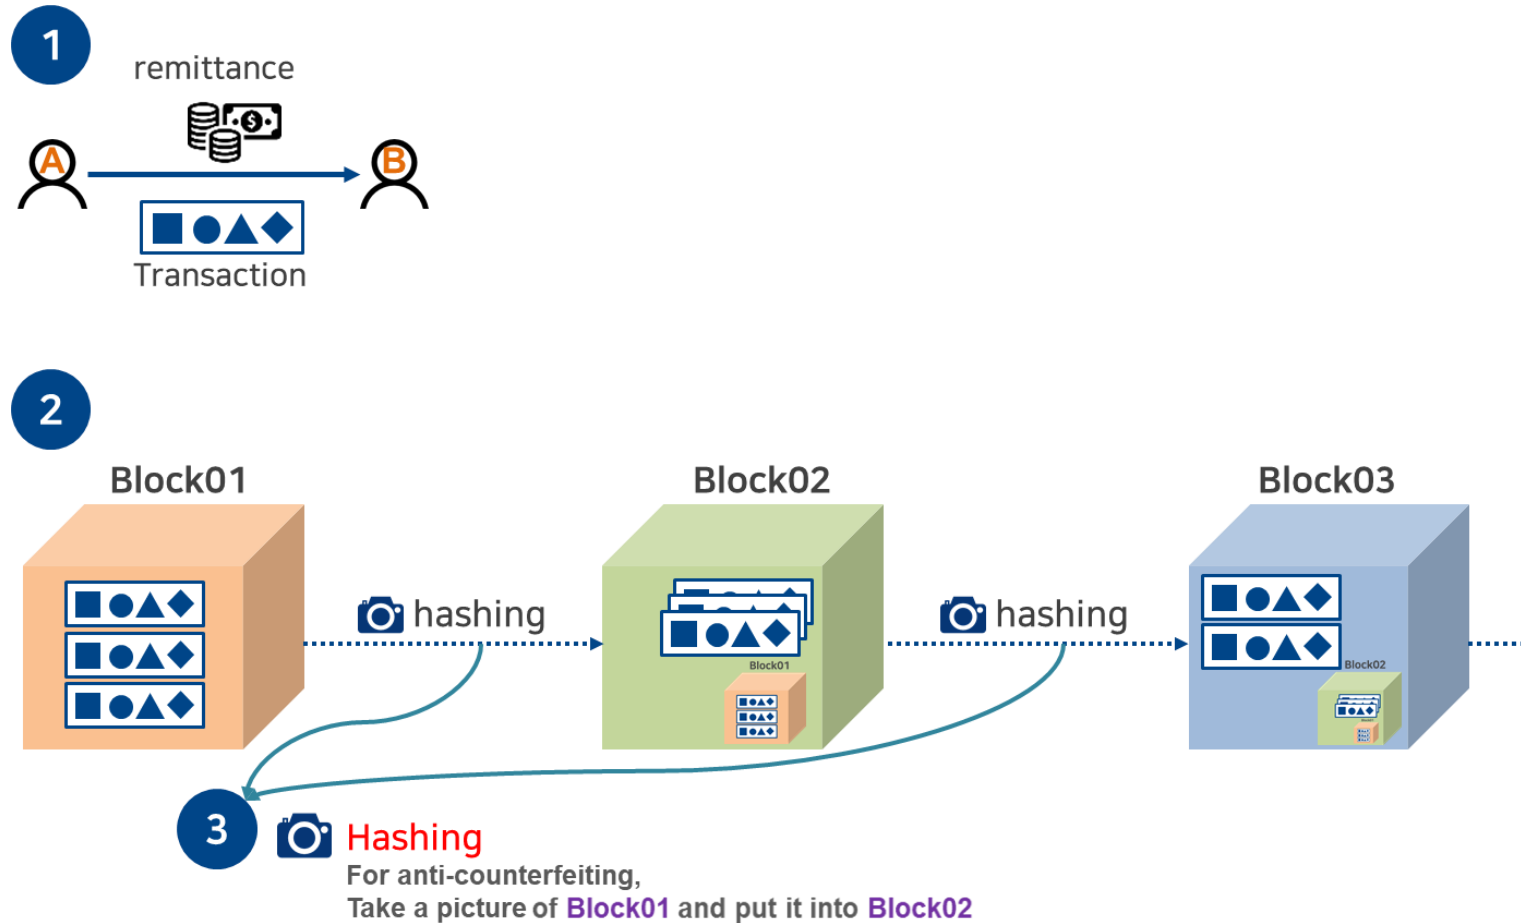 1
remittance
A
B
Transaction
2
Block01
Block02
Block03
hashing
hashing
Block01
Block02
3
Hashing
For anti-counterfeiting,
Take a picture of Block01 and put it into Block02